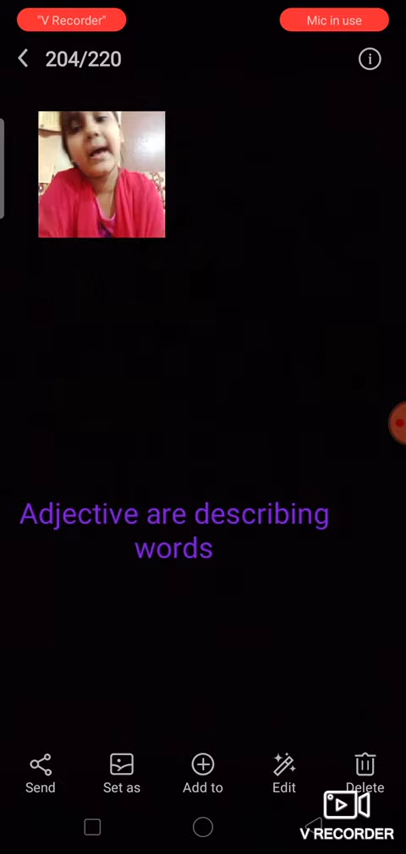 "V Recorder"
Mic in use
204/220
Adjective are describing
words
Send
Set as
Add to
Edit
Delete
V RECORDER